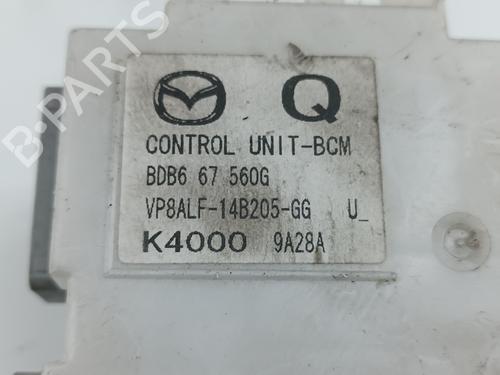 Q
CONTROL UNIT-BCM
BDB6 67 560G
VP8ALF-14B205-GG U_
K4000 9A28A
B-PARTS